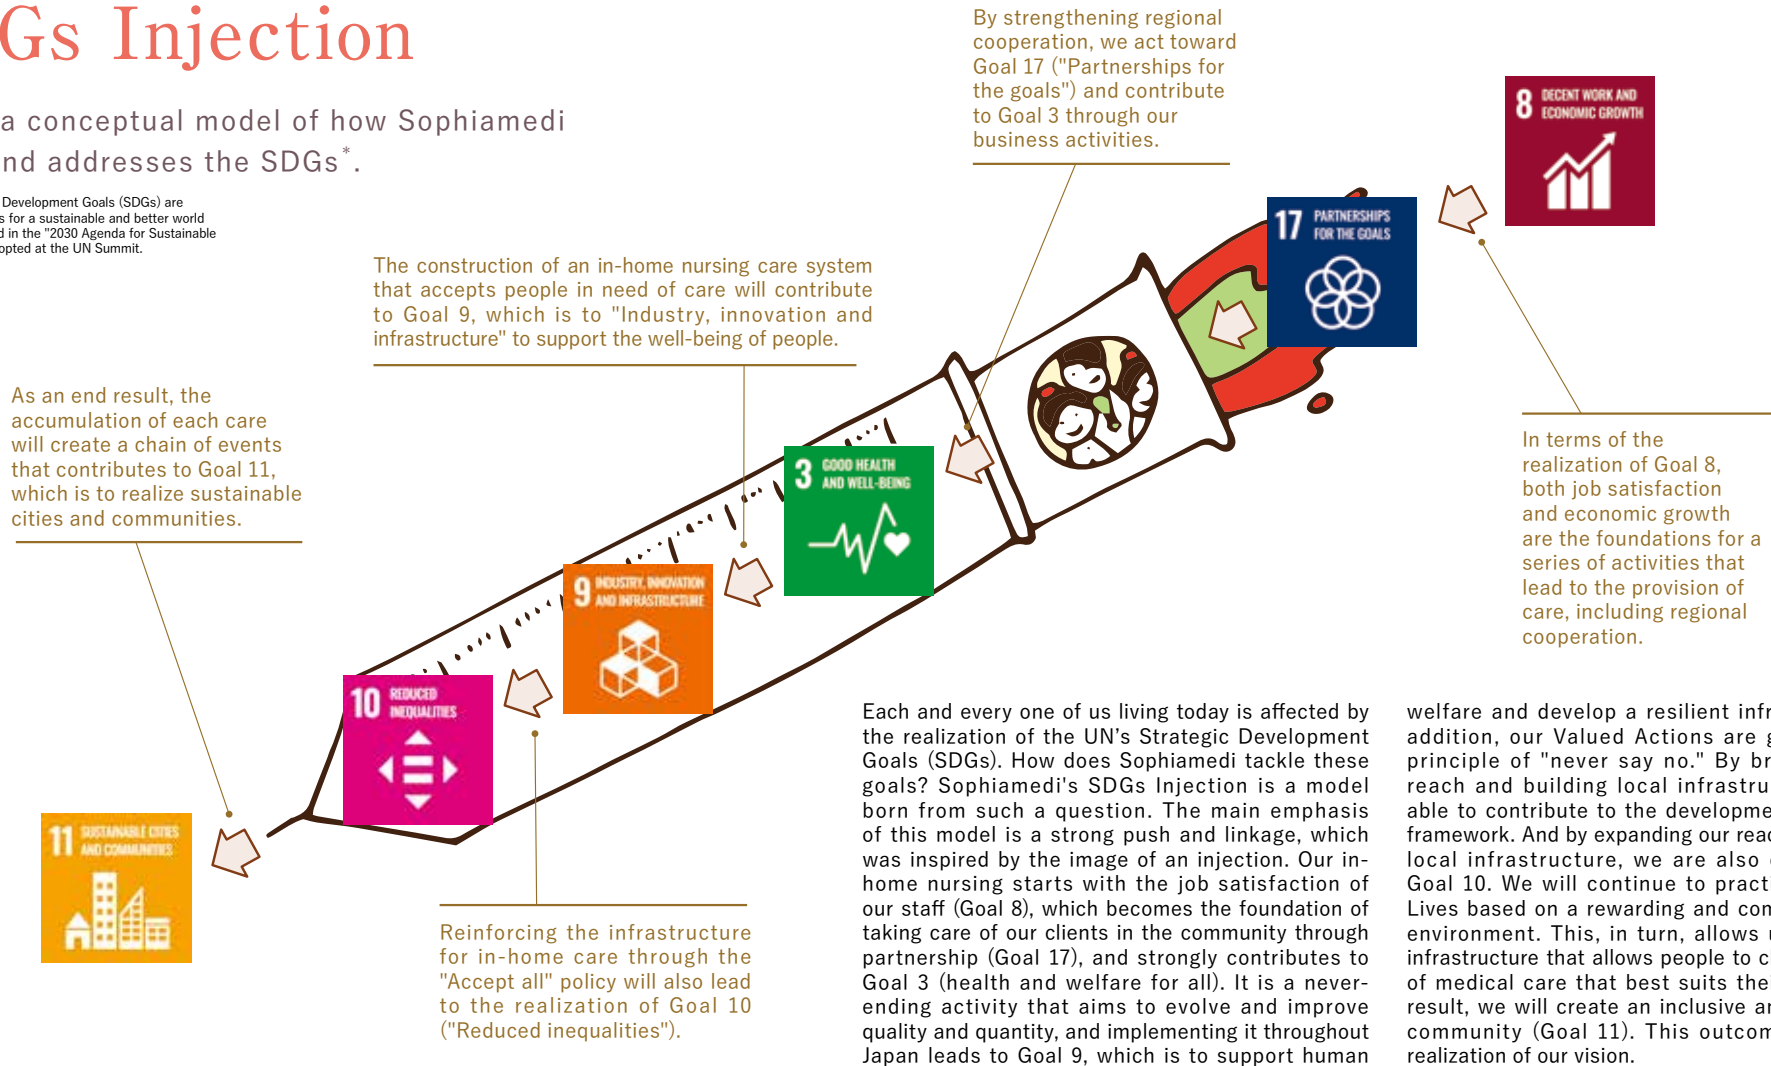 Gs Injection
a conceptual model of how Sophiamedi
nd addresses the SDGs*.
Development Goals (SDGs) are
s for a sustainable and better world
d in the "2030 Agenda for Sustainable
opted at the UN Summit.
By strengthening regional
cooperation, we act toward
Goal 17 ("Partnerships for
the goals") and contribute
to Goal 3 through our
business activities.
8 DECENT WORK AND
ECONOMIC GROWTH
17 PARTNERSHIPS
FOR THE GOALS
The construction of an in-home nursing care system
that accepts people in need of care will contribute
to Goal 9, which is to "Industry, innovation and
infrastructure" to support the well-being of people.
As an end result, the
accumulation of each care
will create a chain of events
that contributes to Goal 11,
which is to realize sustainable
cities and communities.
In terms of the
realization of Goal 8,
both job satisfaction
and economic growth
are the foundations for a
series of activities that
lead to the provision of
care, including regional
cooperation.
3 GOOD HEALTH
AND WELL-BEING
9 INDUSTRY, INNOVATION
AND INFRASTRUCTURE
10 REDUCED
INEQUALITIES
11 SUSTAINABLE CITIES
AND COMMUNITIES
Reinforcing the infrastructure
for in-home care through the
"Accept all" policy will also lead
to the realization of Goal 10
("Reduced inequalities").
Each and every one of us living today is affected by
the realization of the UN's Strategic Development
Goals (SDGs). How does Sophiamedi tackle these
goals? Sophiamedi's SDGs Injection is a model
born from such a question. The main emphasis
of this model is a strong push and linkage, which
was inspired by the image of an injection. Our in-
home nursing starts with the job satisfaction of
our staff (Goal 8), which becomes the foundation of
taking care of our clients in the community through
partnership (Goal 17), and strongly contributes to
Goal 3 (health and welfare for all). It is a never-
ending activity that aims to evolve and improve
quality and quantity, and implementing it throughout
Japan leads to Goal 9, which is to support human
welfare and develop a resilient infr
addition, our Valued Actions are g
principle of "never say no." By br
reach and building local infrastru
able to contribute to the developme
framework. And by expanding our reac
local infrastructure, we are also
Goal 10. We will continue to practi
Lives based on a rewarding and con
environment. This, in turn, allows u
infrastructure that allows people to c
of medical care that best suits thei
result, we will create an inclusive a
community (Goal 11). This outcom
realization of our vision.